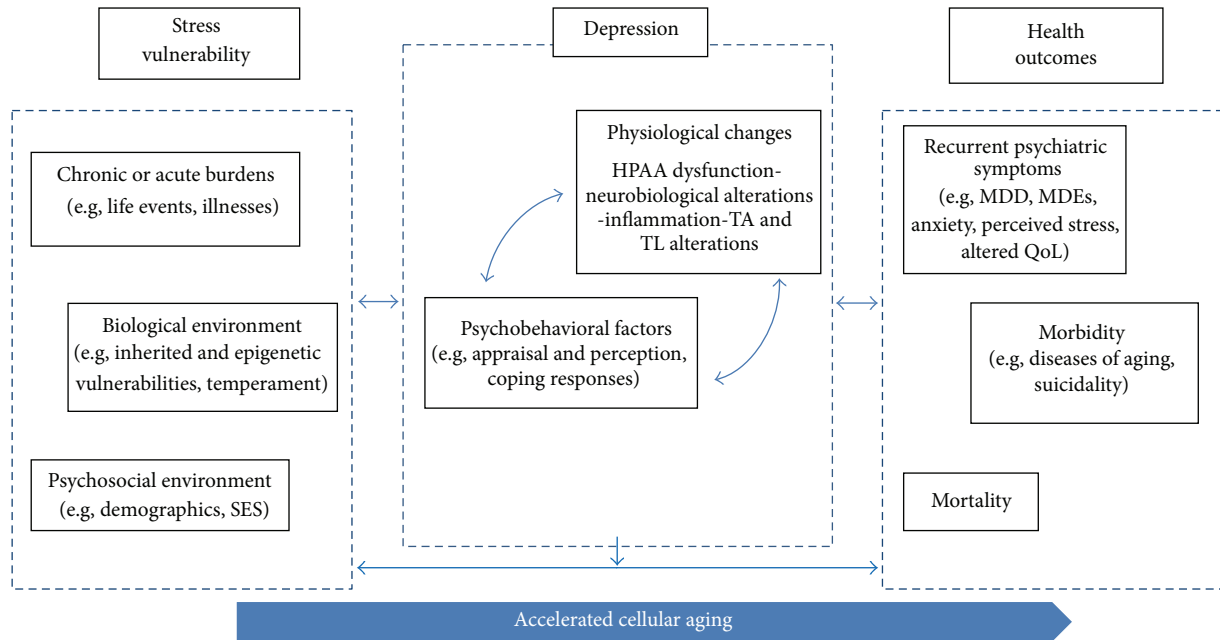 Stress
vulnerability
Chronic or acute burdens
(e.g, life events, illnesses)
Biological environment
(e.g, inherited and epigenetic
vulnerabilities, temperament)
Psychosocial environment
(e.g, demographics, SES)
Depression
Physiological changes
HPAA dysfunction-
neurobiological alterations
-inflammation-TA and
TL alterations
Psychobehavioral factors
(e.g, appraisal and perception,
coping responses)
Health
outcomes
Recurrent psychiatric
symptoms
(e.g, MDD, MDEs,
anxiety, perceived stress,
altered QoL)
Morbidity
(e.g, diseases of aging,
suicidality)
Mortality
Accelerated cellular aging